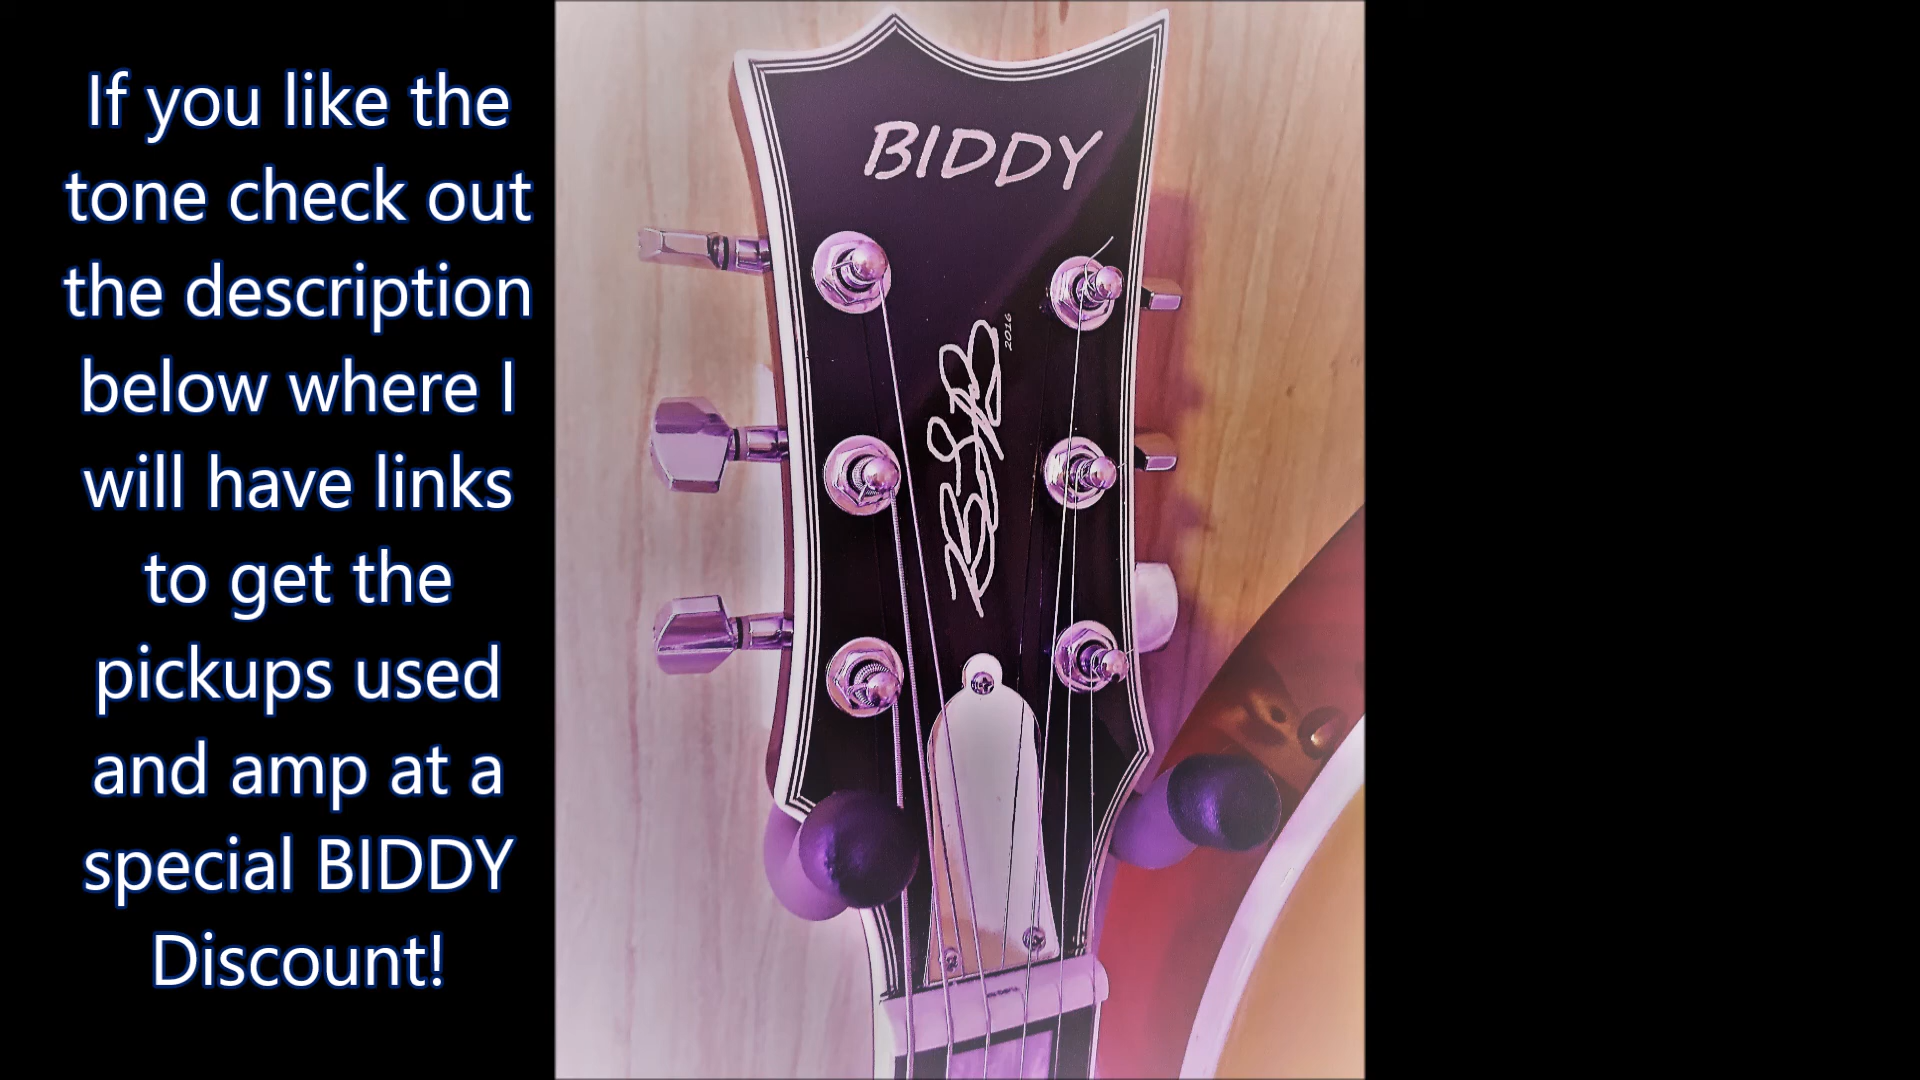 If you like the
tone check out
the description
below where I
will have links
to get the
pickups used
and amp at a
special BIDDY
Discount!
BIDDY
2016